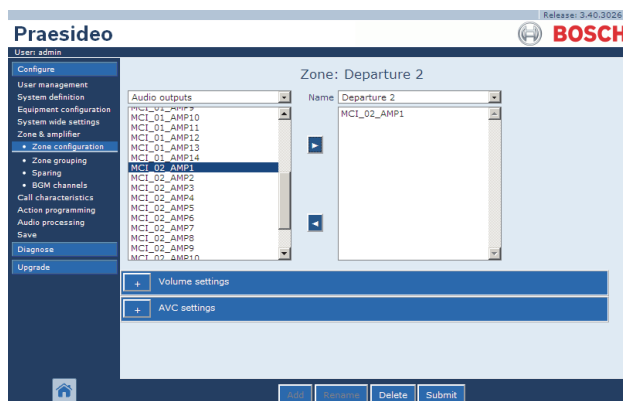 Release: 3.40.3026
Praesideo
BOSCH
User: admin
Configure
User management
System definition
Equipment configuration
System wide settings
Zone & amplifier
• Zone configuration
• Zone grouping
• Sparing
• BGM channels
Call characteristics
Action programming
Audio processing
Save
Diagnose
Upgrade
Zone: Departure 2
Audio outputs
MCI_01_AMP9
MCI_01_AMP10
MCI_01_AMP11
MCI_01_AMP12
MCI_01_AMP13
MCI_01_AMP14
MCI_02_AMP1
MCI_02_AMP2
MCI_02_AMP3
MCI_02_AMP4
MCI_02_AMP5
MCI_02_AMP6
MCI_02_AMP7
MCI_02_AMP8
MCI_02_AMP9
MCI_02_AMP10
Name Departure 2
MCI_02_AMP1
+ Volume settings
+ AVC settings
Add Rename Delete Submit